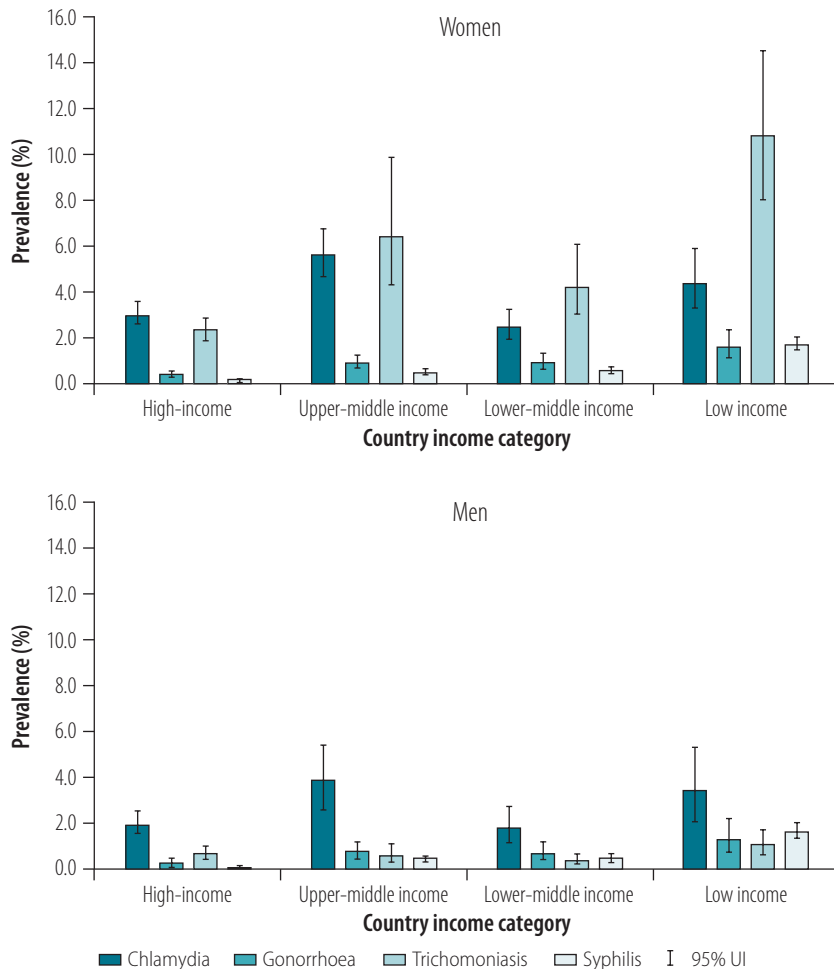 Women
Prevalence (%)
16.0
14.0
12.0
10.0
8.0
6.0
4.0
2.0
0.0
High-income Upper-middle income Lower-middle income Low income
Country income category
Men
Prevalence (%)
16.0
14.0
12.0
10.0
8.0
6.0
4.0
2.0
0.0
High-income Upper-middle income Lower-middle income Low income
Country income category
Chlamydia Gonorrhoea Trichomoniasis Syphilis 95% UI